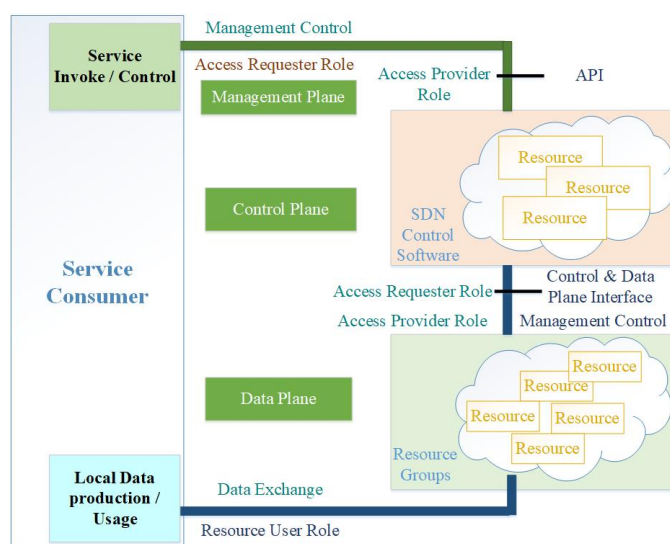 Management Control
Service
Invoke / Control
Access Requester Role
Access Provider
Role
API
Management Plane
Resource
Resource
Resource
Control Plane
SDN
Control
Software
Service
Consumer
Access Requester Role
Control & Data
Plane Interface
Access Provider Role
Management Control
Resource
Resource
Resource
Resource
Resource
Data Plane
Resource
Groups
Local Data
production /
Usage
Data Exchange
Resource User Role